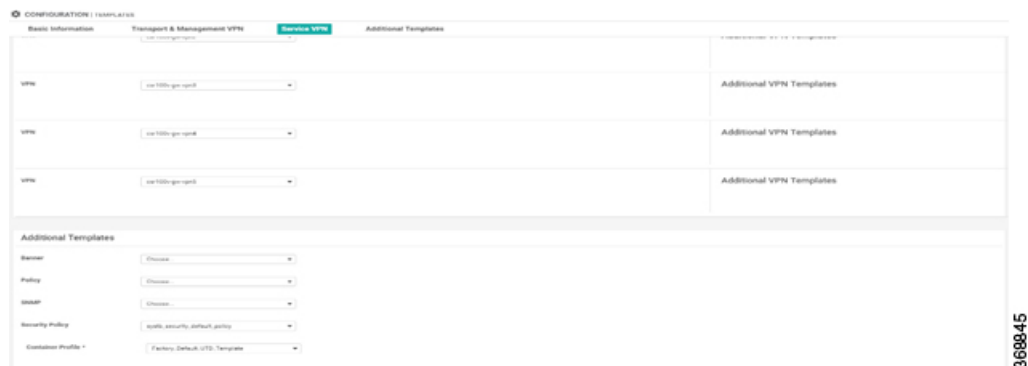 CONFIGURATION | TEMPLATES
Basic Information Transport & Management VPN Service VPN Additional Templates
Additional VPN Templates
VPN Additional VPN Templates
VPN Additional VPN Templates
VPN Additional VPN Templates
Additional Templates
Banner Choose...
Policy Choose...
SNMP Choose...
Security Policy
Container Profile * Factory_Default_UTD_Template
368845